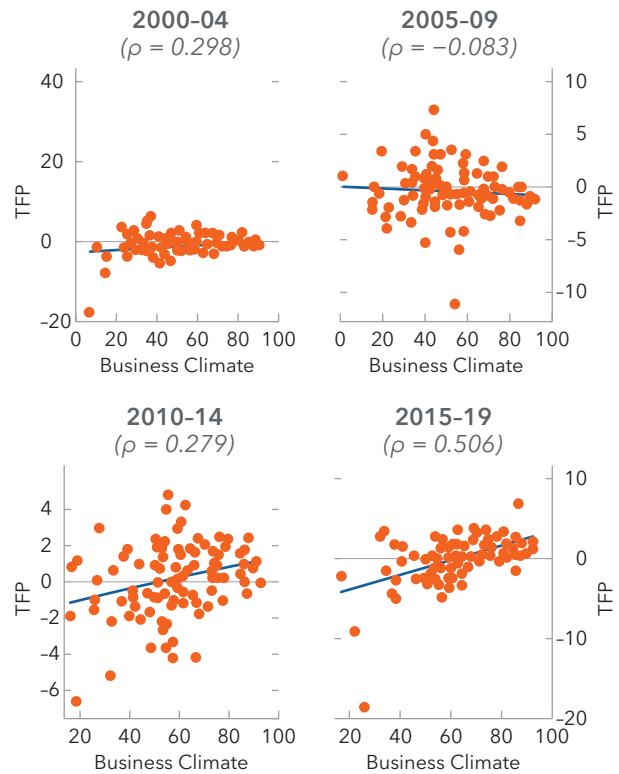 2000–04
(ρ = 0.298)
40
20
0
–20
TFP
0 20 40 60 80 100
Business Climate
2005–09
(ρ = –0.083)
10
5
0
–5
–10
TFP
0 20 40 60 80 100
Business Climate
2010–14
(ρ = 0.279)
4
2
0
–2
–4
–6
TFP
20 40 60 80 100
Business Climate
2015–19
(ρ = 0.506)
10
0
–10
–20
TFP
20 40 60 80 100
Business Climate